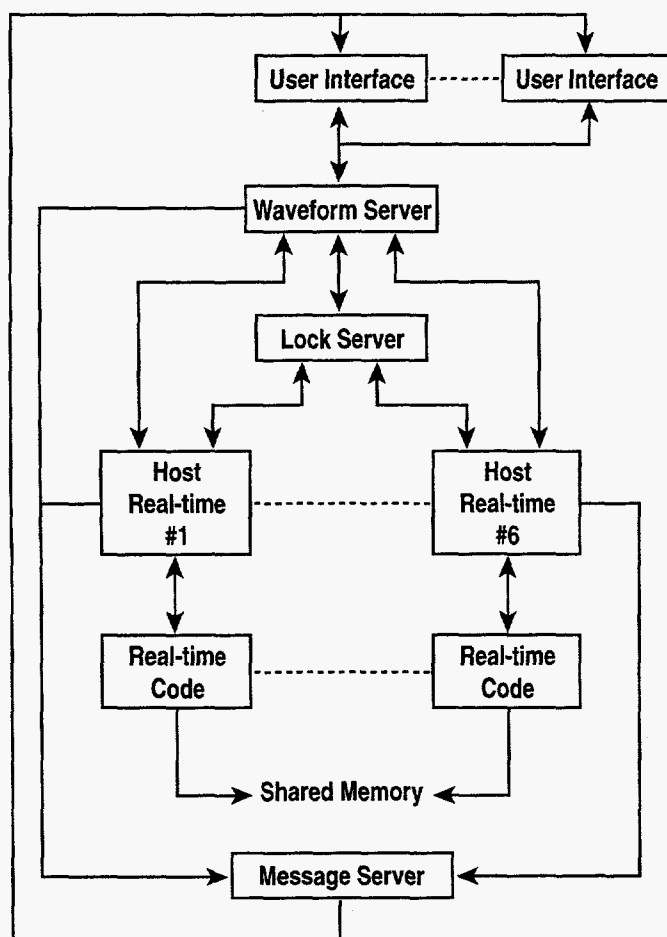 User Interface
User Interface
Waveform Server
Lock Server
Host
Real-time
#1
Host
Real-time
#6
Real-time
Code
Real-time
Code
Shared Memory
Message Server